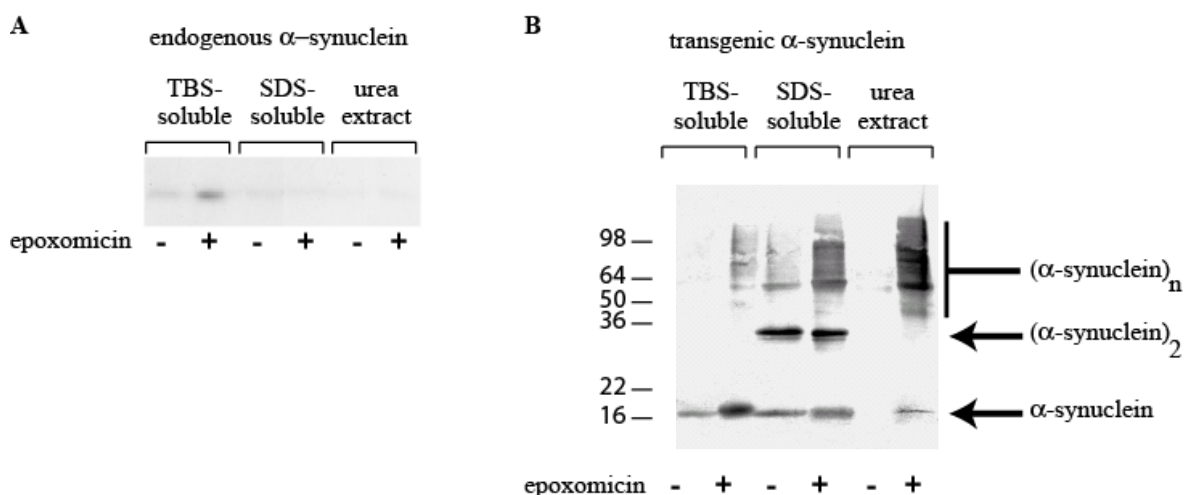 A
endogenous α–synuclein
TBS-
soluble
SDS-
soluble
urea
extract
epoxomicin - + - + - +
B
transgenic α-synuclein
TBS-
soluble
SDS-
soluble
urea
extract
98
64
50
36
22
16
(α-synuclein)n
(α-synuclein)2
α-synuclein
epoxomicin - + - + - +